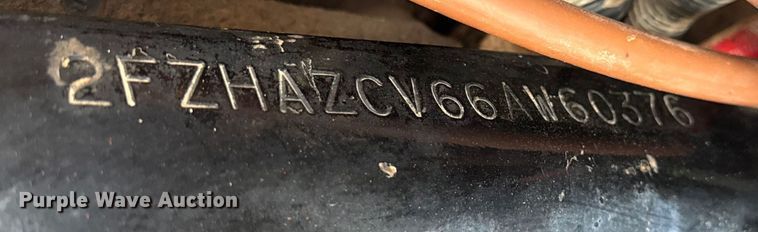 2FZHAZCV66AW60376
Purple Wave Auction